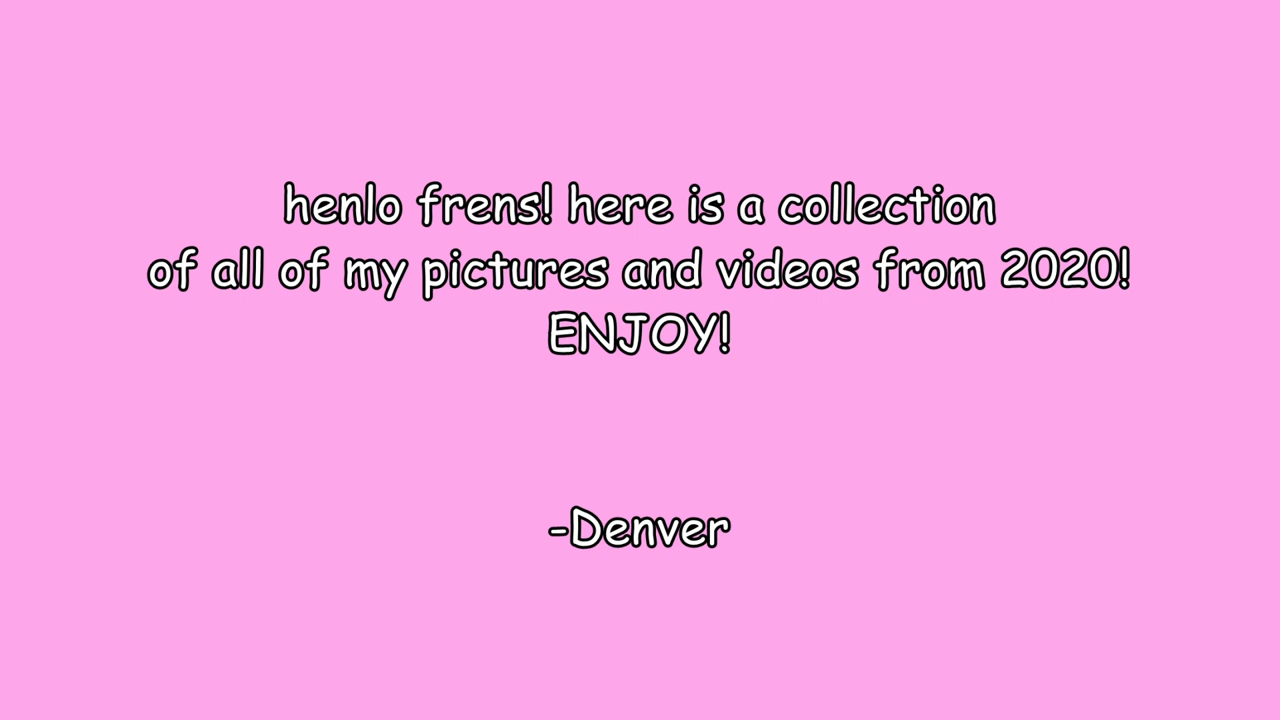 henlo frens! here is a collection
of all of my pictures and videos from 2020!
ENJOY!
-Denver